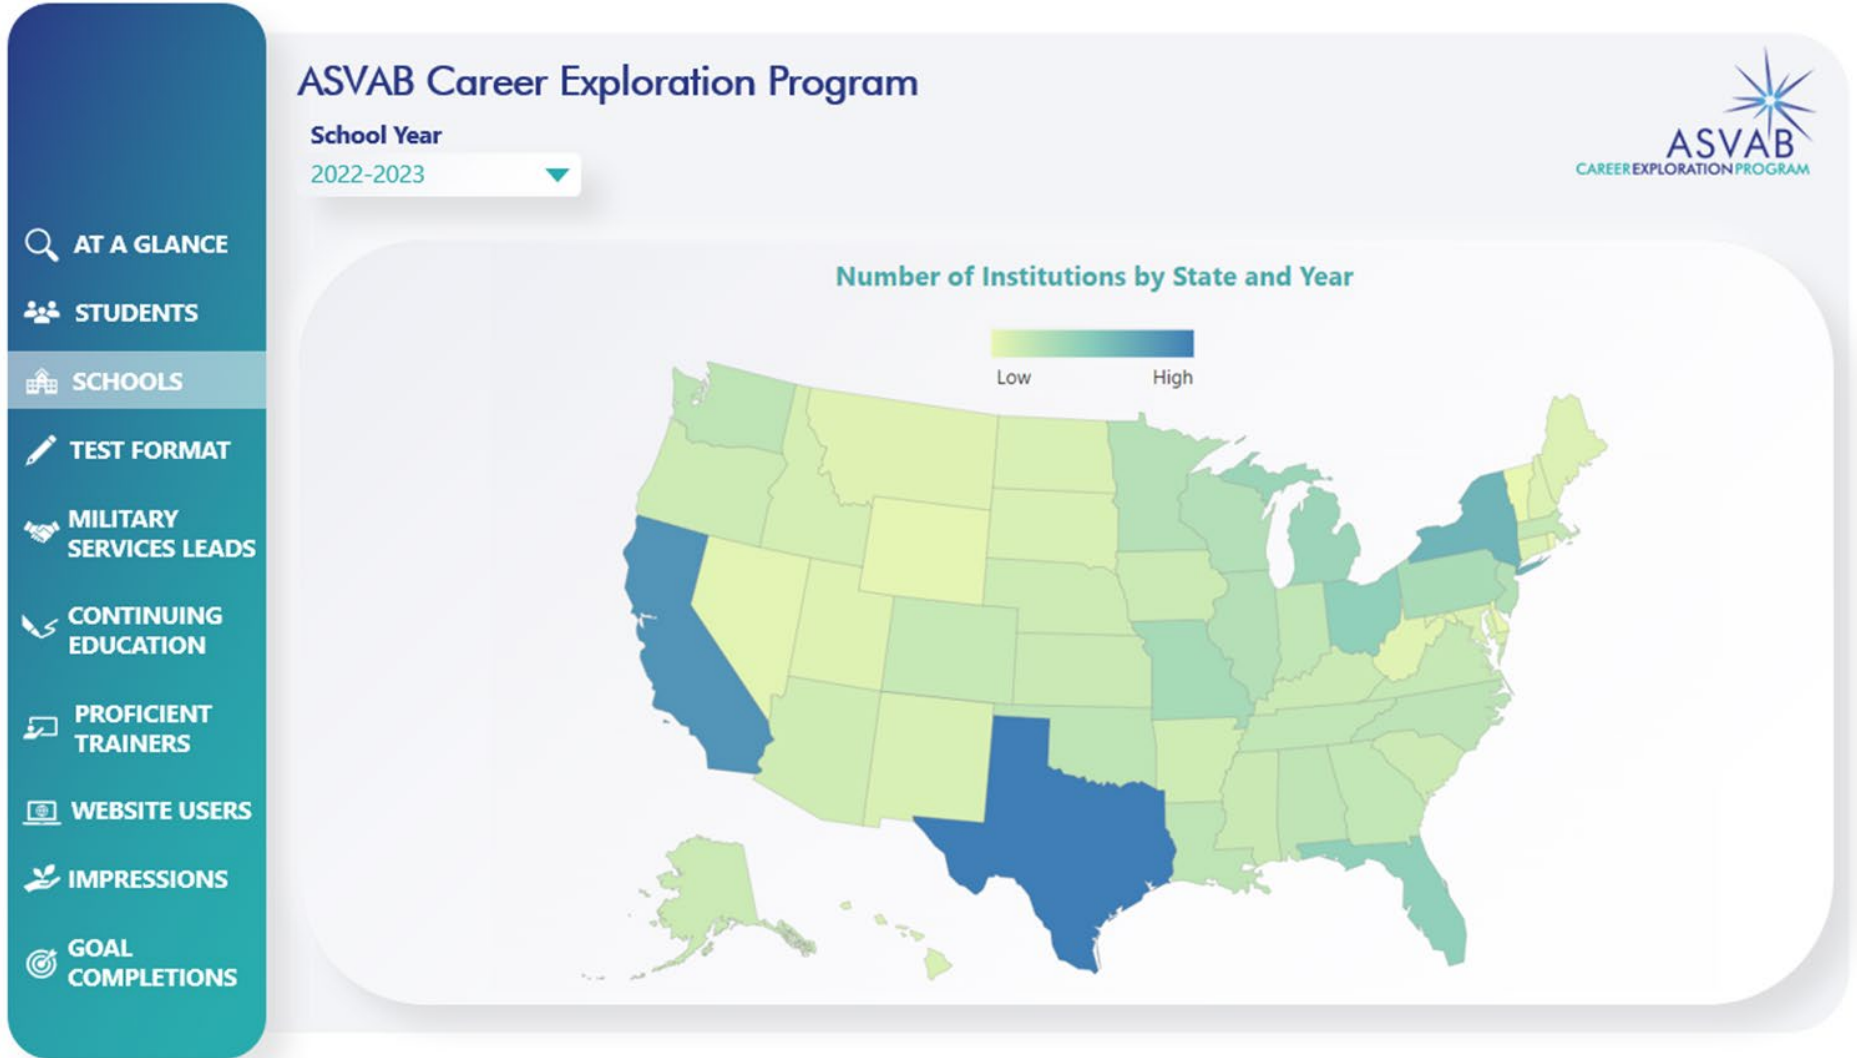 ASVAB Career Exploration Program
School Year
2022-2023
ASVAB
CAREER EXPLORATION PROGRAM
AT A GLANCE
STUDENTS
SCHOOLS
TEST FORMAT
MILITARY
SERVICES LEADS
CONTINUING
EDUCATION
PROFICIENT
TRAINERS
WEBSITE USERS
IMPRESSIONS
GOAL
COMPLETIONS
Number of Institutions by State and Year
Low High